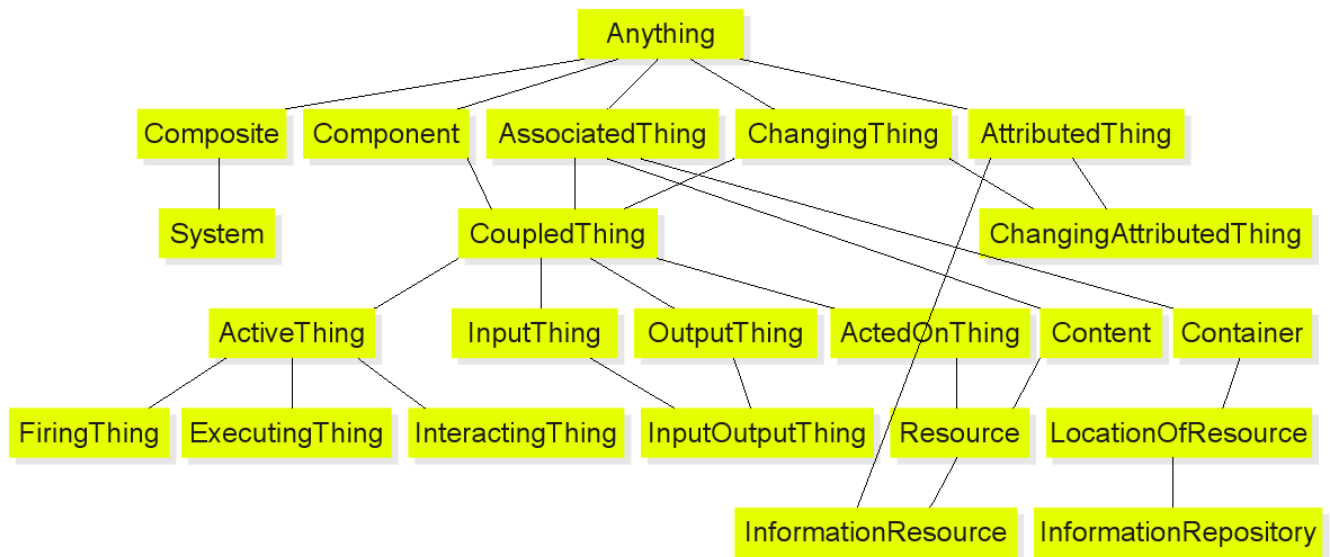 Anything
Composite
Component
AssociatedThing
ChangingThing
AttributedThing
System
CoupledThing
ChangingAttributedThing
ActiveThing
InputThing
OutputThing
ActedOnThing
Content
Container
FiringThing
ExecutingThing
InteractingThing
InputOutputThing
Resource
LocationOfResource
InformationResource
InformationRepository